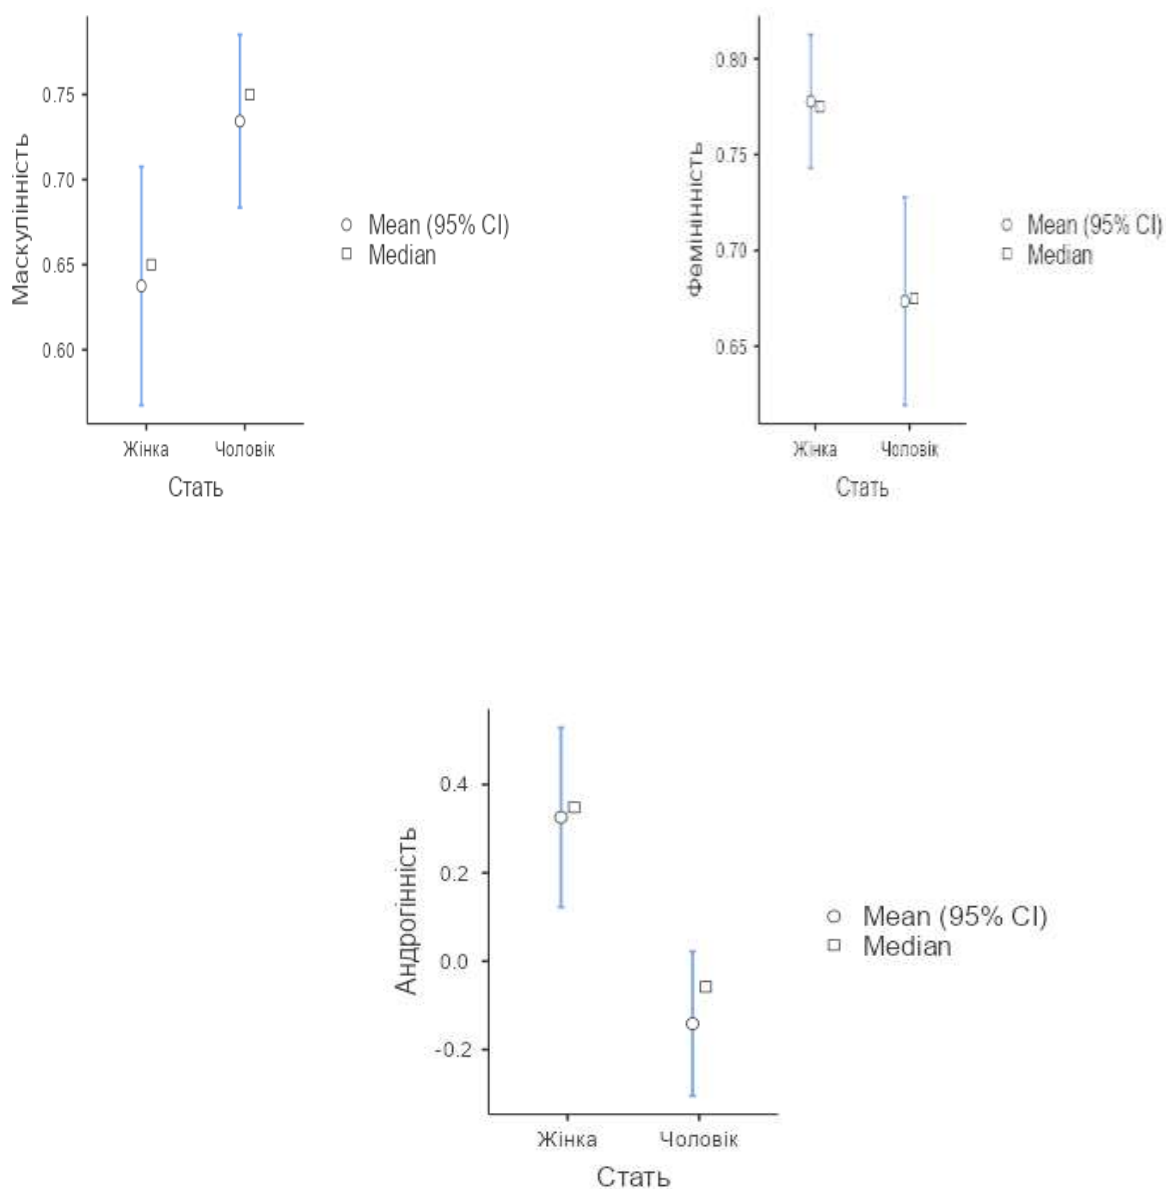 Маскулінність
0.75
0.70
0.65
0.60
Жінка
Чоловік
Стать
Mean (95% CI)
Median
Фемінінність
0.80
0.75
0.70
0.65
Жінка
Чоловік
Стать
Mean (95% CI)
Median
Андрогінність
0.4
0.2
0.0
-0.2
Жінка
Чоловік
Стать
Mean (95% CI)
Median